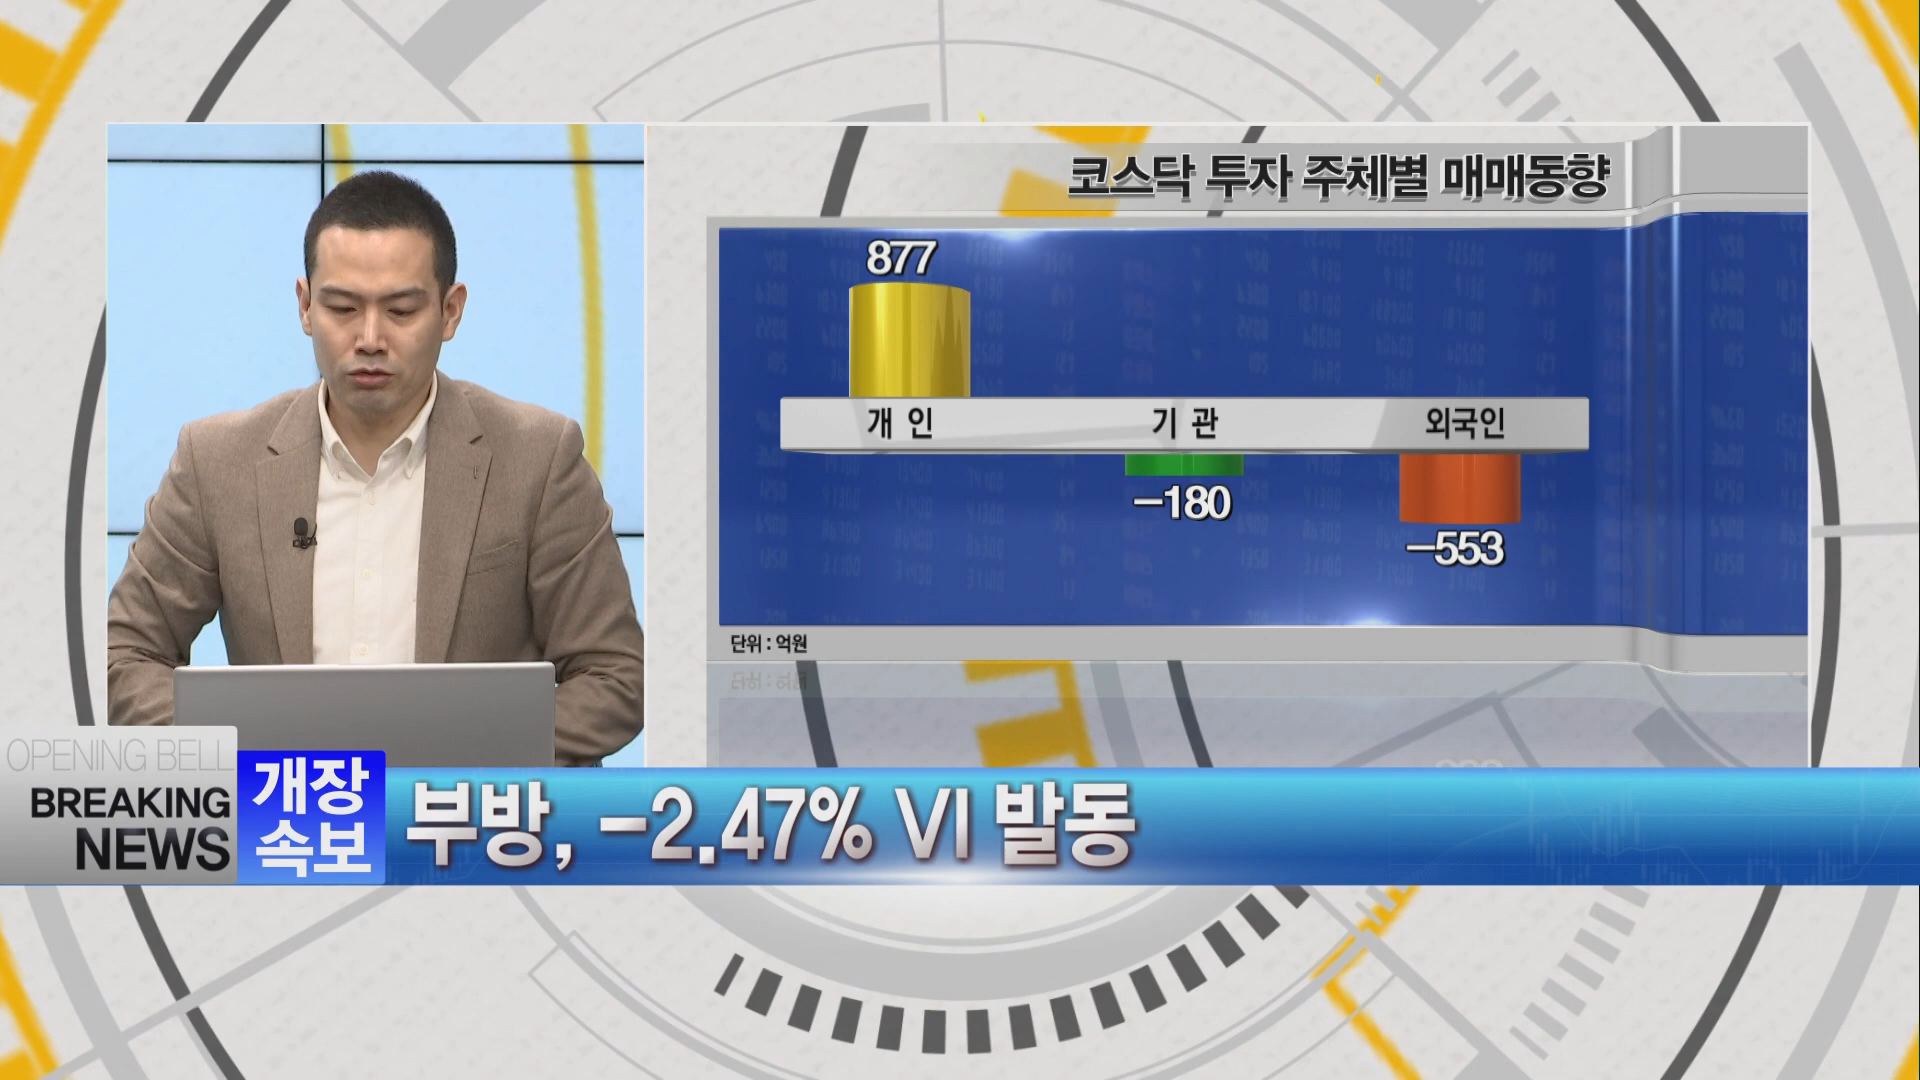 코스닥 투자 주체별 매매동향
877
개 인
기 관
외국인
-180
-553
단위 : 억원
OPENING BELL
BREAKING
NEWS
개장
속보
부방, -2.47% VI 발동